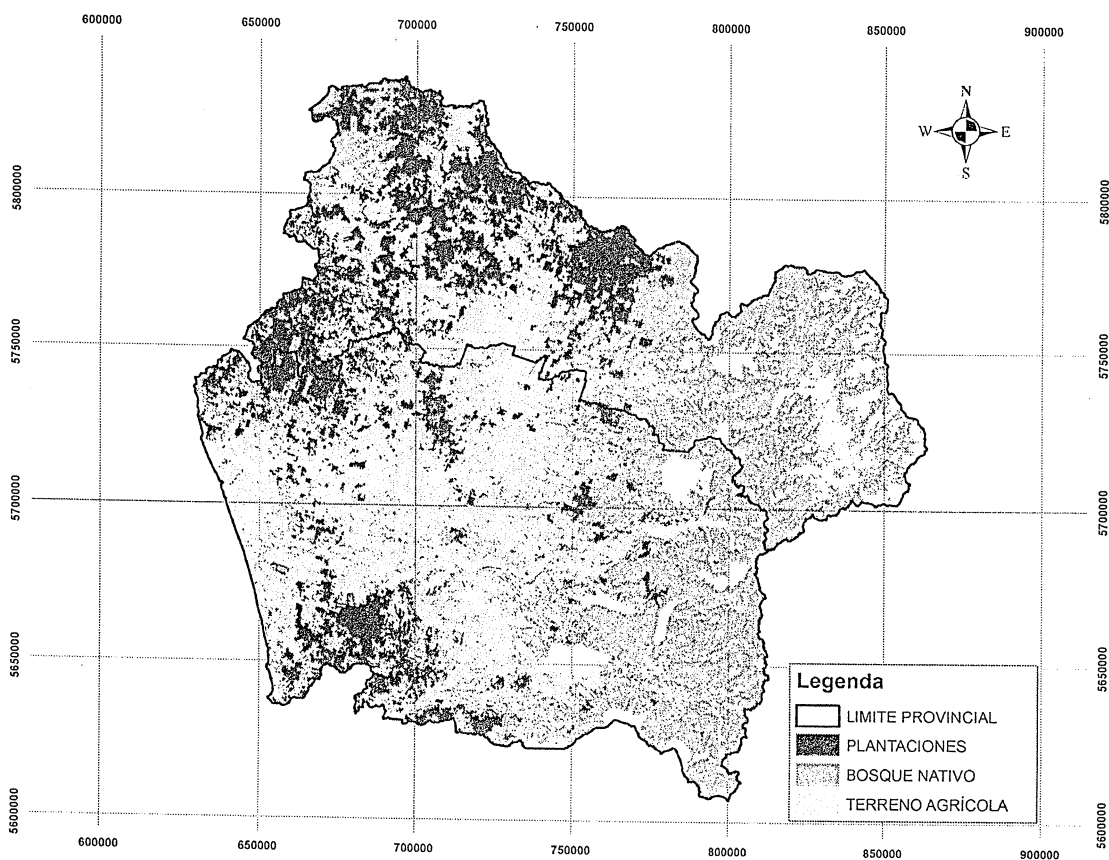 600000 650000 700000 750000 800000 850000 900000
N
W E
S
5800000 5800000
5750000 5750000
5700000 5700000
5650000 5650000
5600000 5600000
Legenda
LIMITE PROVINCIAL
PLANTACIONES
BOSQUE NATIVO
TERRENO AGRÍCOLA
600000 650000 700000 750000 800000 850000 900000